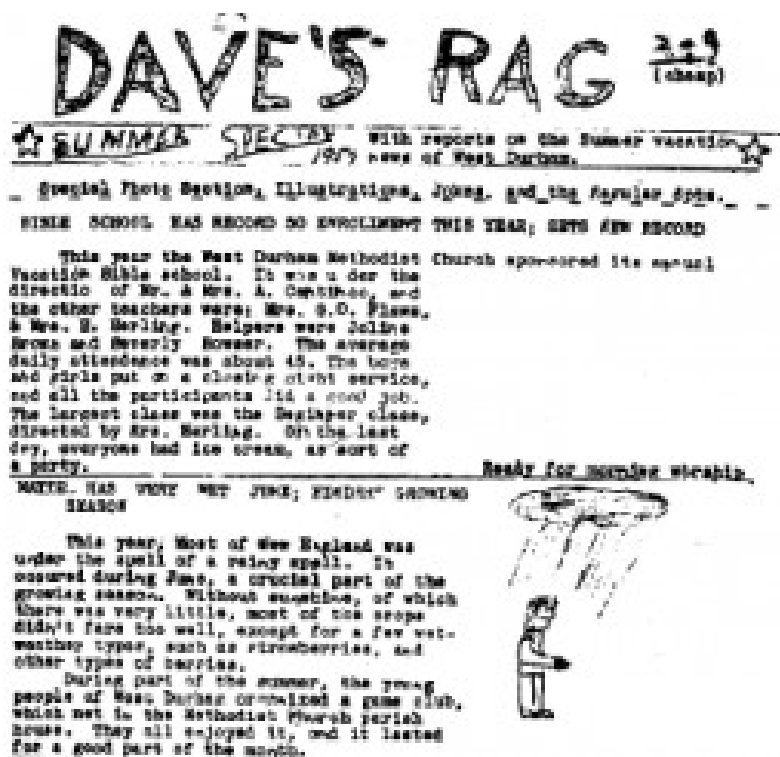 DAVE'S RAG
(cheap)
SUMMER SPECIAL
With reports on the Summer vacation
news of West Durham.
Special Photo Section, Illustrations, Jokes, and the Regular
BIBLE SCHOOL HAS RECORD 50 ENROLLMENT THIS YEAR; SETS NEW RECORD
This year the West Durham Methodist Church sponsored its annual
Vacation Bible school. It was under the
directio of Mr. & Mrs. A. and
the other teachers were; Mrs.
& Mrs. Herling. Helpers were
Brown and Beverly Bowser. The average
daily attendance was about 45. The boys
and girls put on a closing night service,
and all the participants did a good job.
The largest class was the Beginner class,
directed by Mrs. Herling. On the last
day, everyone had ice cream, as sort of
a party.
Ready for morning worship.
HAS VERY WET JUNE; GROWING
SEASON
This year, Most of New England was
under the spell of a rainy spell. It
occured during June, a crucial part of the
growing season. Without sunshine, of which
there was very little, most of the crops
didn't fare too well, except for a few wet-
weather types, such as strawberries, and
other types of berries.
During part of the summer, the young
people of West Durham organized a game club,
which met in the Methodist Church parish
house. They all enjoyed it, and it lasted
for a good part of the month.